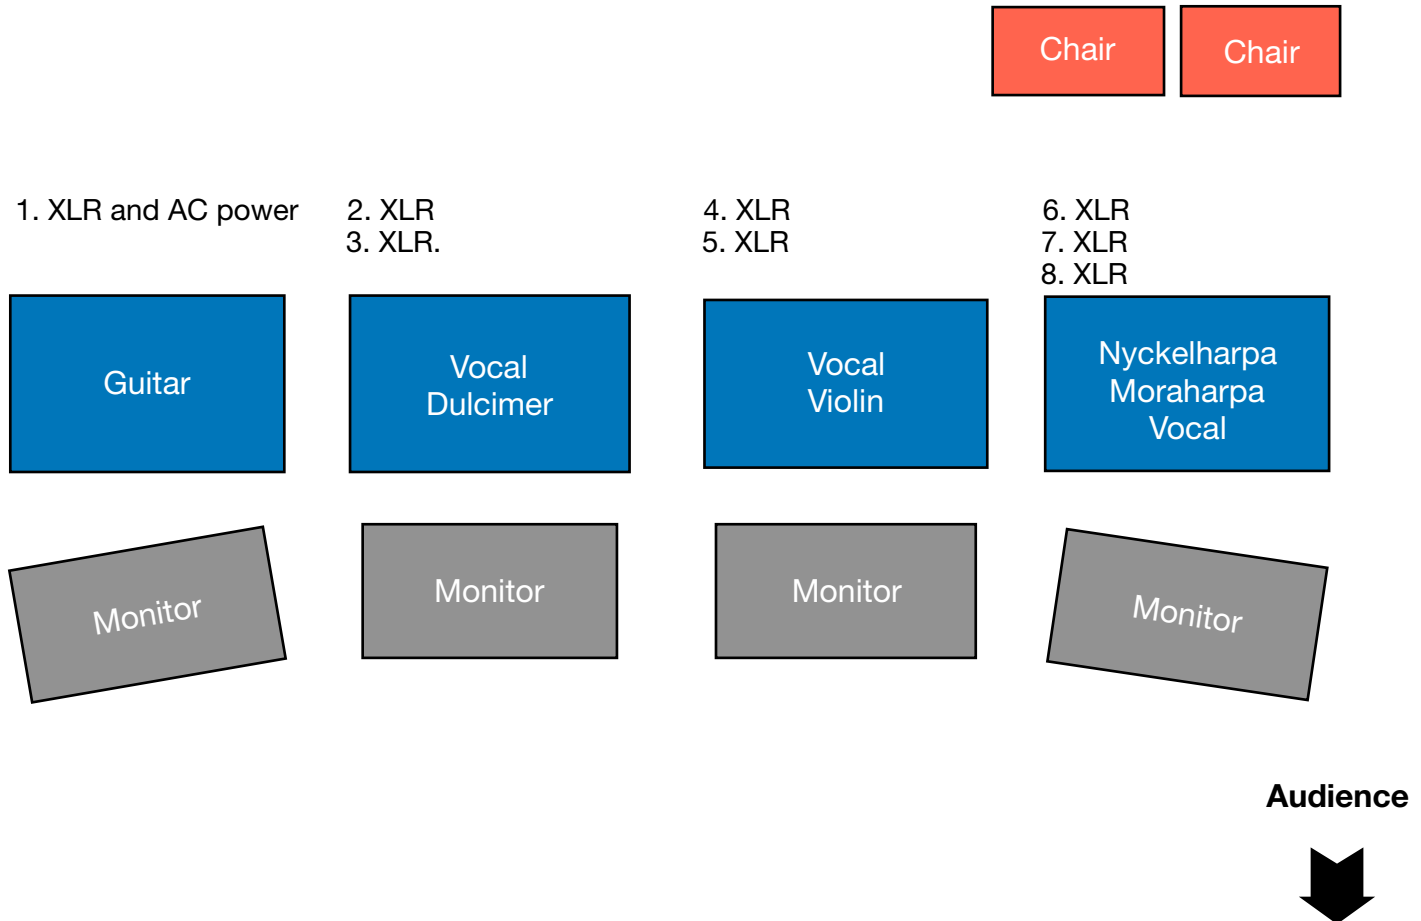 Chair
Chair
1. XLR and AC power
2. XLR
3. XLR.
4. XLR
5. XLR
6. XLR
7. XLR
8. XLR
Guitar
Vocal
Dulcimer
Vocal
Violin
Nyckelharpa
Moraharpa
Vocal
Monitor
Monitor
Monitor
Monitor
Audience